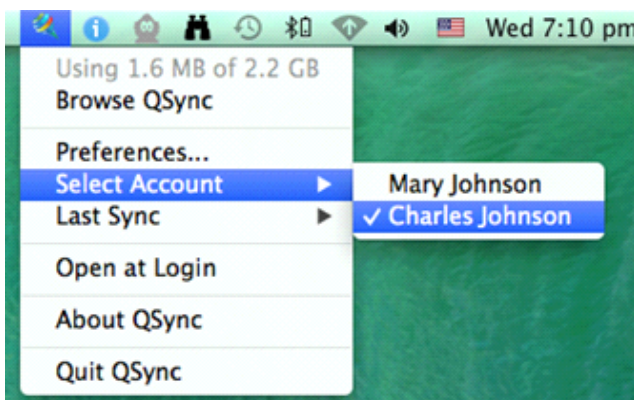 Wed 7:10 pm
Using 1.6 MB of 2.2 GB
Browse QSync
Preferences...
Select Account
Mary Johnson
Last Sync
✓ Charles Johnson
Open at Login
About QSync
Quit QSync